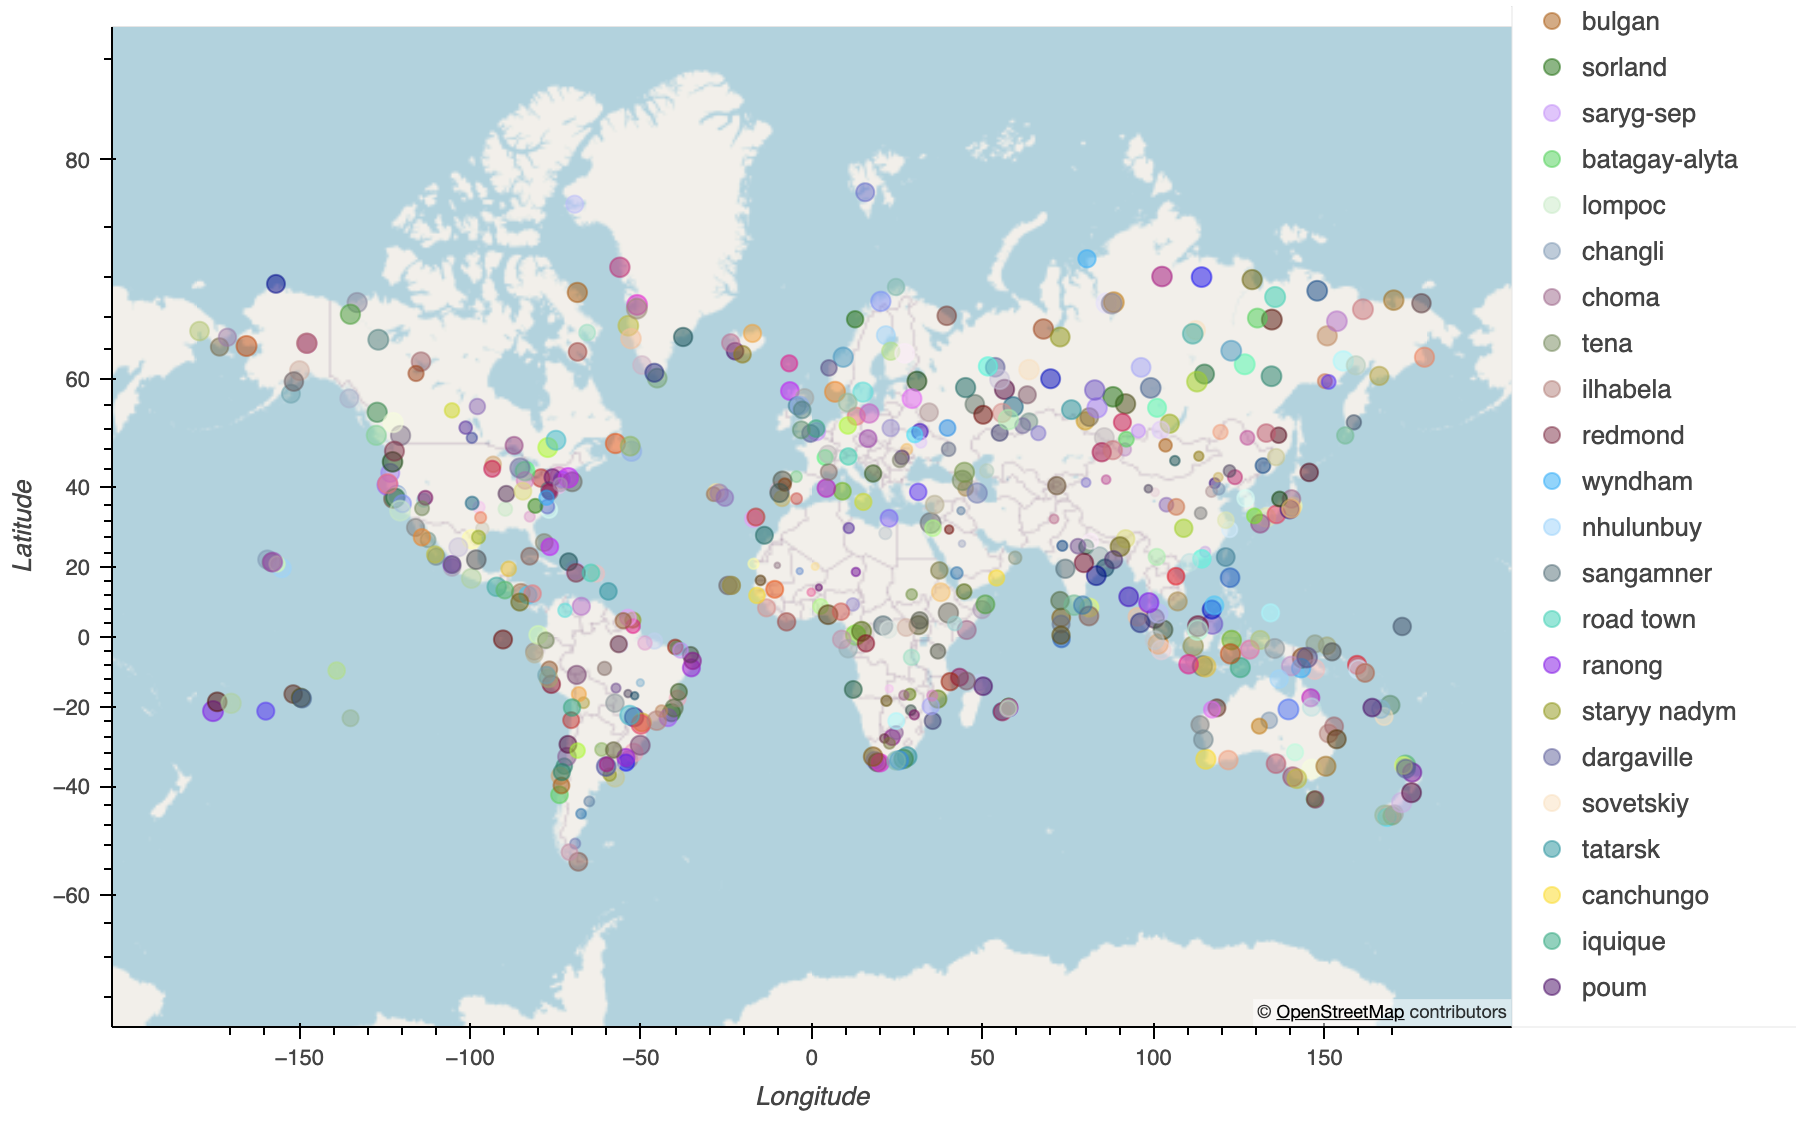 bulgan
sorland
saryg-sep
batagay-alyta
lompoc
changli
choma
tena
ilhabela
redmond
wyndham
nhulunbuy
sangamner
road town
ranong
staryy nadym
dargaville
sovetskiy
tatarsk
canchungo
iquique
poum
80
60
40
20
0
−20
−40
−60
Latitude
−150
−100
−50
0
50
100
150
Longitude
© OpenStreetMap contributors